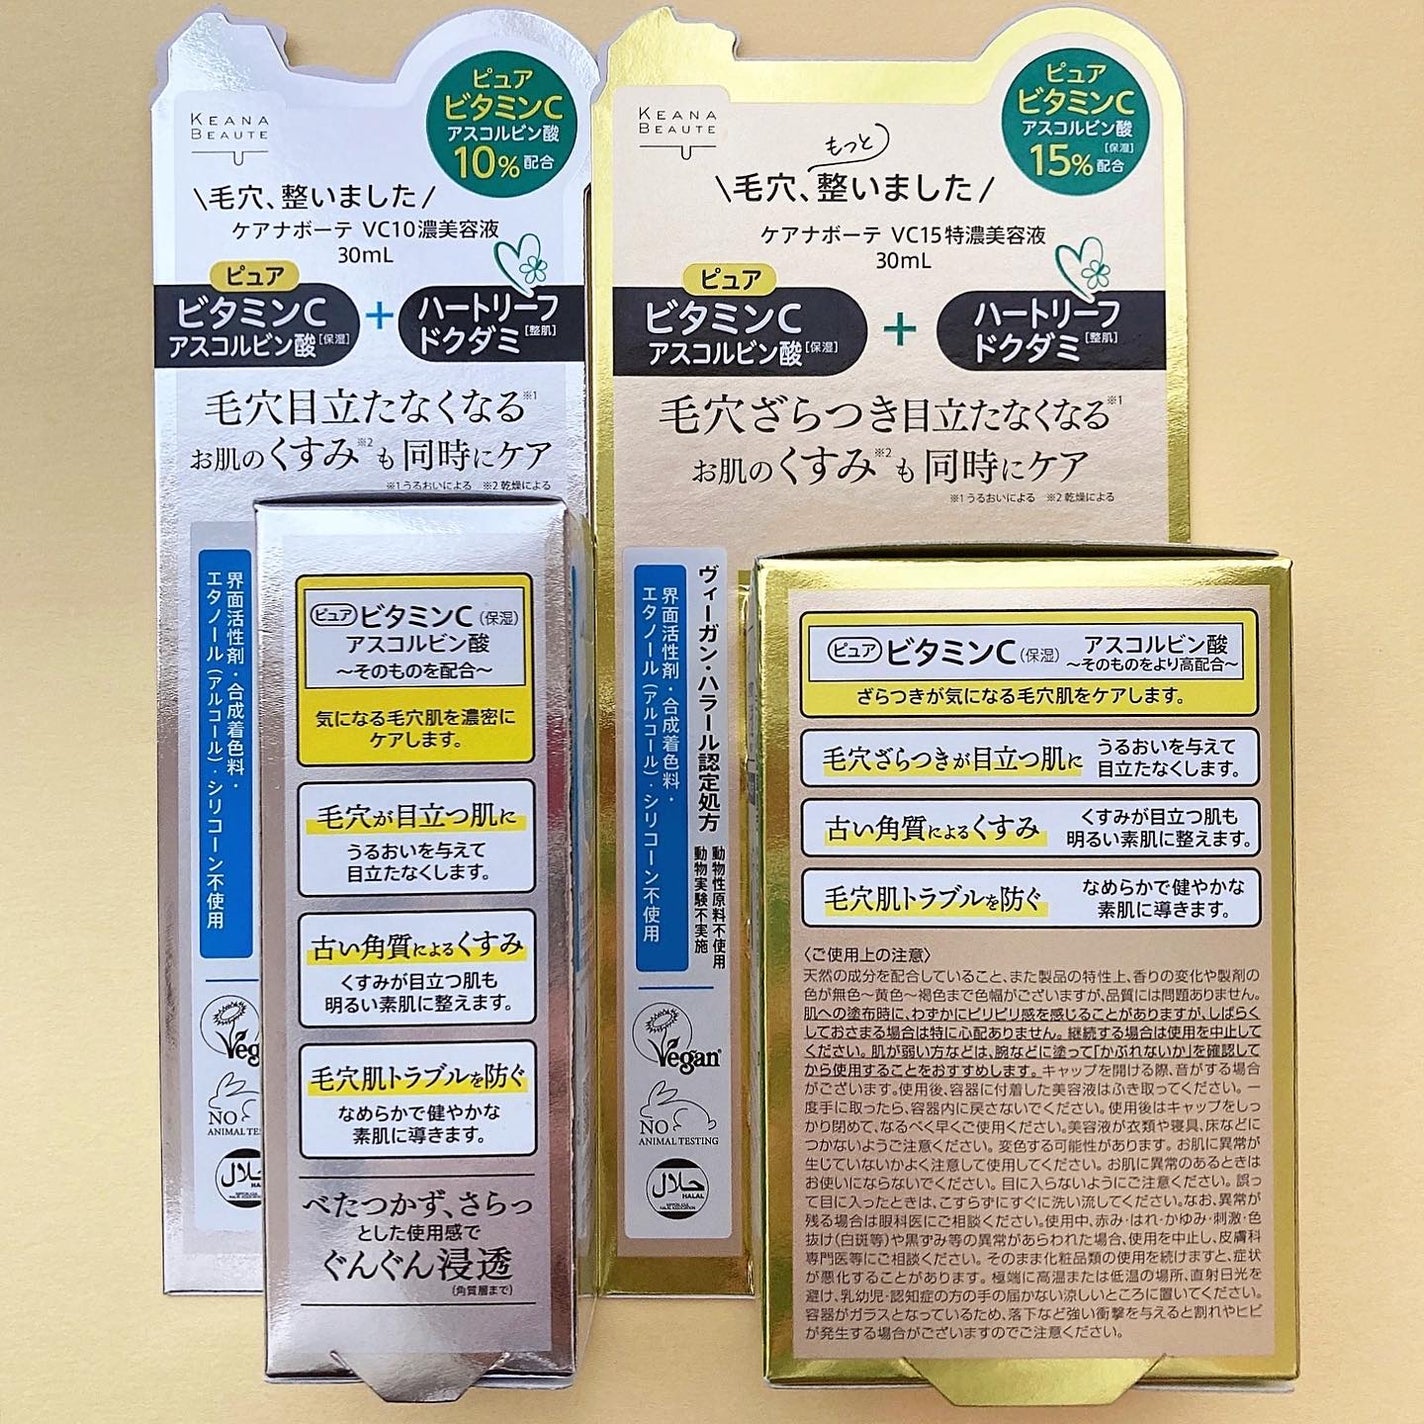 KEANA
BEAUTE
ピュア
ビタミンC
アスコルビン酸
10%配合
\毛穴、整いました/
ケアナボーテ VC10濃美容液
30mL
ピュア
ビタミンC
アスコルビン酸[保湿]
+
ハートリーフ
ドクダミ[整肌]
毛穴目立たなくなる※1
お肌のくすみ※2も同時にケア
※1うるおいによる ※2乾燥による
界面活性剤・合成着色料・
エタノール(アルコール)・シリコーン不使用
NO
HA
ピュア ビタミンC(保湿)
アスコルビン酸
〜そのものを配合〜
気になる毛穴肌を濃密に
ケアします。
毛穴が目立つ肌に
うるおいを与えて
目立たなくします。
古い角質によるくすみ
くすみが目立つ肌も
明るい素肌に整えます。
毛穴肌トラブルを防ぐ
なめらかで健やかな
素肌に導きます。
べたつかず、さらっ
とした使用感で
ぐんぐん浸透
(角質層まで)
KEANA
BEAUTE
ピュア
ビタミンC
アスコルビン酸
[保湿]
15%配合
もっと
\毛穴、整いました/
ケアナボーテ VC15特濃美容液
30mL
ピュア
ビタミンC
アスコルビン酸[保湿]
+
ハートリーフ
ドクダミ[整肌]
毛穴ざらつき目立たなくなる※1
お肌のくすみ※2も同時にケア
※1うるおいによる ※2乾燥による
ヴィーガン・ハラール認定処方
動物性原料不使用
動物実験不実施
界面活性剤・合成着色料・
エタノール(アルコール)・シリコーン不使用
Vegan
NO
ANIMAL TESTING
حلال
HALAL
ピュア ビタミンC(保湿)
アスコルビン酸
〜そのものをより高配合〜
ざらつきが気になる毛穴肌をケアします。
毛穴ざらつきが目立つ肌に
うるおいを与えて
目立たなくします。
古い角質によるくすみ
くすみが目立つ肌も
明るい素肌に整えます。
毛穴肌トラブルを防ぐ
なめらかで健やかな
素肌に導きます。
〈ご使用上の注意〉
天然の成分を配合していること、また製品の特性上、香りの変化や製剤の
色が無色〜黄色〜褐色まで色幅がございますが、品質には問題ありません。
肌への塗布時に、わずかにピリピリ感を感じることがありますが、しばらく
しておさまる場合は特に心配ありません。継続する場合は使用を中止して
ください。肌が弱い方などは、腕などに塗って「かぶれないか」を確認して
から使用することをおすすめします。キャップを開ける際、音がする場合
がございます。使用後、容器に付着した美容液はふき取ってください。一
度手に取ったら、容器内に戻さないでください。使用後はキャップをしっ
かり閉めて、なるべく早くご使用ください。美容液が衣類や寝具、床などに
つかないようご注意ください。変色する可能性があります。お肌に異常が
生じていないかよく注意して使用してください。お肌に異常のあるときは
お使いにならないでください。目に入らないようにご注意ください。誤っ
て目に入ったときは、こすらずにすぐに洗い流してください。なお、異常が
残る場合は眼科医にご相談ください。使用中、赤み・はれ・かゆみ・刺激・色
抜け(白斑等)や黒ずみ等の異常があらわれた場合、使用を中止し、皮膚科
専門医等にご相談ください。そのまま化粧品類の使用を続けますと、症状
が悪化することがあります。極端に高温または低温の場所、直射日光を
避け、乳幼児・認知症の方の手の届かない涼しいところに置いてください。
容器がガラスとなっているため、落下など強い衝撃を与えると割れやヒビ
が発生する場合がございますのでご注意ください。